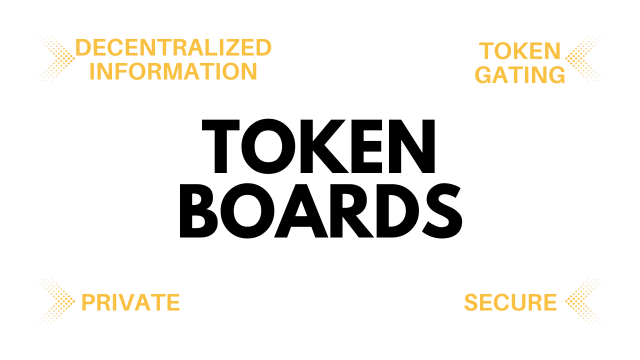 DECENTRALIZED
INFORMATION
TOKEN
GATING
TOKEN
BOARDS
PRIVATE
SECURE